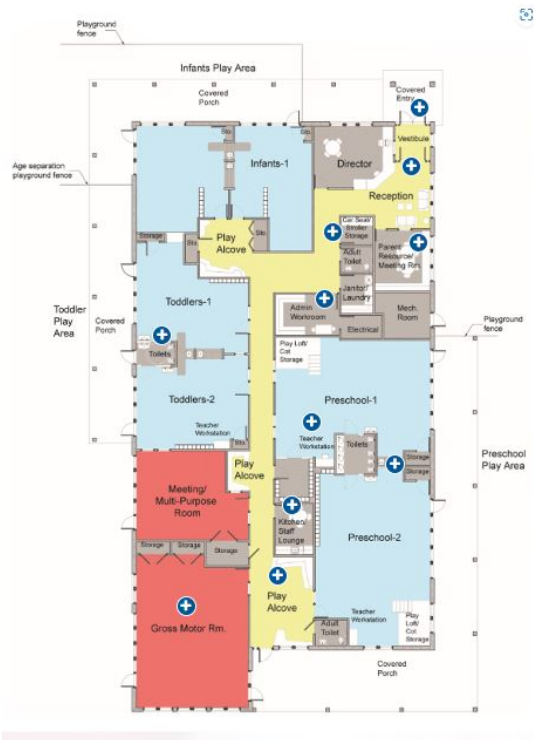 Playground
fence
Infants Play Area
Covered
Porch
Covered
Entry
Sto.
Sto.
Vestibule
Infants-1
Director
Age separation
playground fence
Reception
Car Seat/
Stroller
Storage
Storage
Sto.
Play
Alcove
Sto.
Adult
Toilet
Parent
Resource/
Meeting Rm.
Toddlers-1
Janitor/
Laundry
Toddler
Play
Area
Covered
Porch
Admin
Workroom
Mech.
Room
Playground
fence
Electrical
Toilets
Play Loft/
Cot
Storage
Toddlers-2
Preschool-1
Teacher
Workstation
Teacher
Workstation
Toilets
Sto.
Play
Alcove
Storage
Storage
Preschool
Play Area
Meeting/
Multi-Purpose
Room
Kitchen/
Staff
Lounge
Preschool-2
Storage
Storage
Storage
Play
Alcove
Gross Motor Rm.
Teacher
Workstation
Play
Loft/
Cot
Storage
Adult
Toilet
Covered
Porch